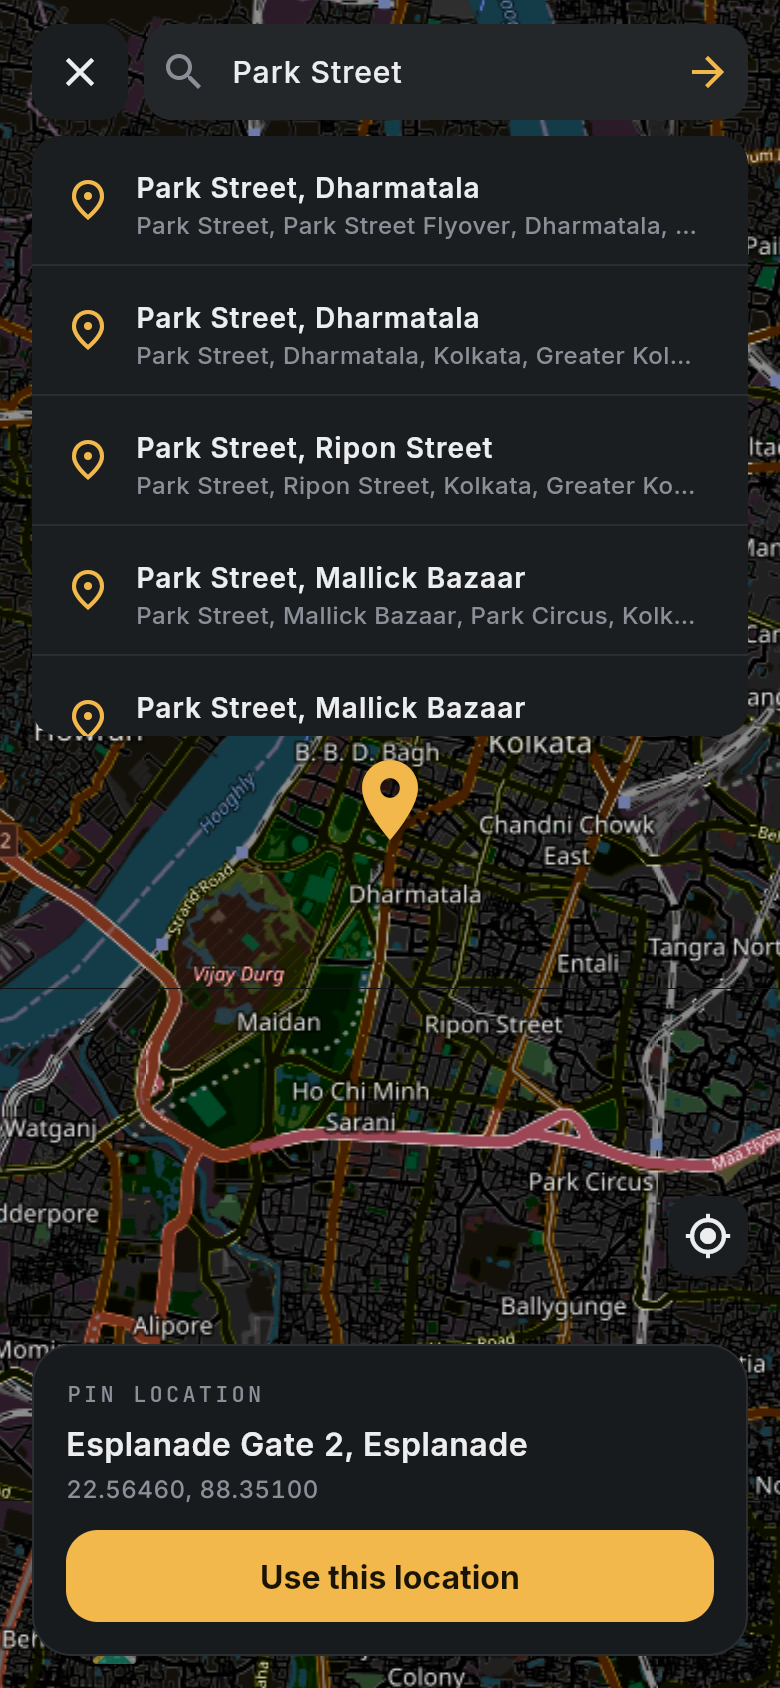 Park Street
Park Street, Dharmatala
Park Street, Park Street Flyover, Dharmatala, ...
Park Street, Dharmatala
Park Street, Dharmatala, Kolkata, Greater Kol...
Park Street, Ripon Street
Park Street, Ripon Street, Kolkata, Greater Ko...
Park Street, Mallick Bazaar
Park Street, Mallick Bazaar, Park Circus, Kolk...
Park Street, Mallick Bazaar
B. B. D. Bagh
Kolkata
Hooghly
Chandni Chowk
East
2
Strand Road
Dharmatala
Vijay Durg
Entali
Tangra Nort
Maidan
Ripon Street
Ho Chi Minh
Sarani
Watganj
Maa Flyov
Park Circus
dderpore
Ballygunge
Alipore
PIN LOCATION
Esplanade Gate 2, Esplanade
22.56460, 88.35100
Use this location
Colony